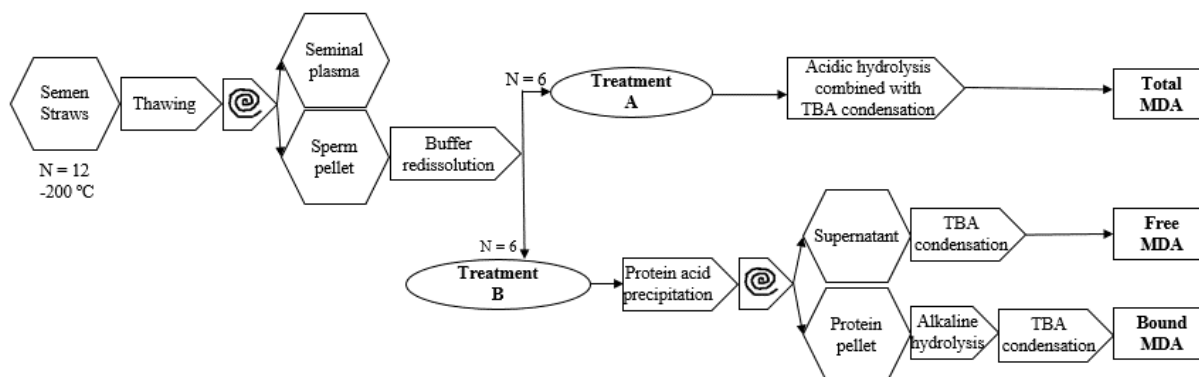 Semen
Straws
N = 12
-200 °C
Thawing
Seminal
plasma
Sperm
pellet
Buffer
redissolution
N = 6
Treatment
A
Acidic hydrolysis
combined with
TBA condensation
Total
MDA
N = 6
Treatment
B
Protein acid
precipitation
Supernatant
TBA
condensation
Free
MDA
Protein
pellet
Alkaline
hydrolysis
TBA
condensation
Bound
MDA